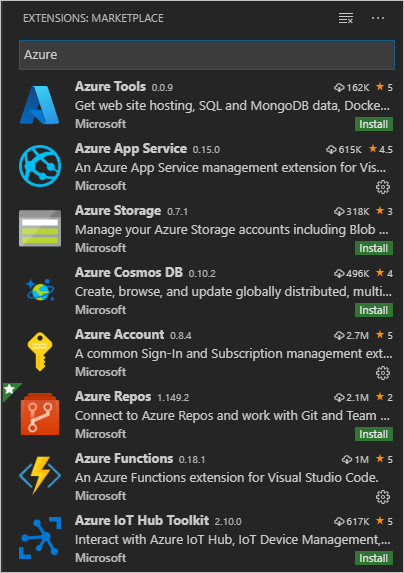 EXTENSIONS: MARKETPLACE
Azure
Azure Tools 0.0.9 162K 5
Get web site hosting, SQL and MongoDB data, Docke...
Microsoft Install
Azure App Service 0.15.0 615K 4.5
An Azure App Service management extension for Vis...
Microsoft
Azure Storage 0.7.1 318K 3
Manage your Azure Storage accounts including Blob ...
Microsoft Install
Azure Cosmos DB 0.10.2 496K 4
Create, browse, and update globally distributed, multi...
Microsoft Install
Azure Account 0.8.4 2.7M 5
A common Sign-In and Subscription management ext...
Microsoft
Azure Repos 1.149.2 2.1M 2
Connect to Azure Repos and work with Git and Team ...
Microsoft Install
Azure Functions 0.18.1 1M 5
An Azure Functions extension for Visual Studio Code.
Microsoft
Azure IoT Hub Toolkit 2.10.0 617K 5
Interact with Azure IoT Hub, IoT Device Management,...
Microsoft Install